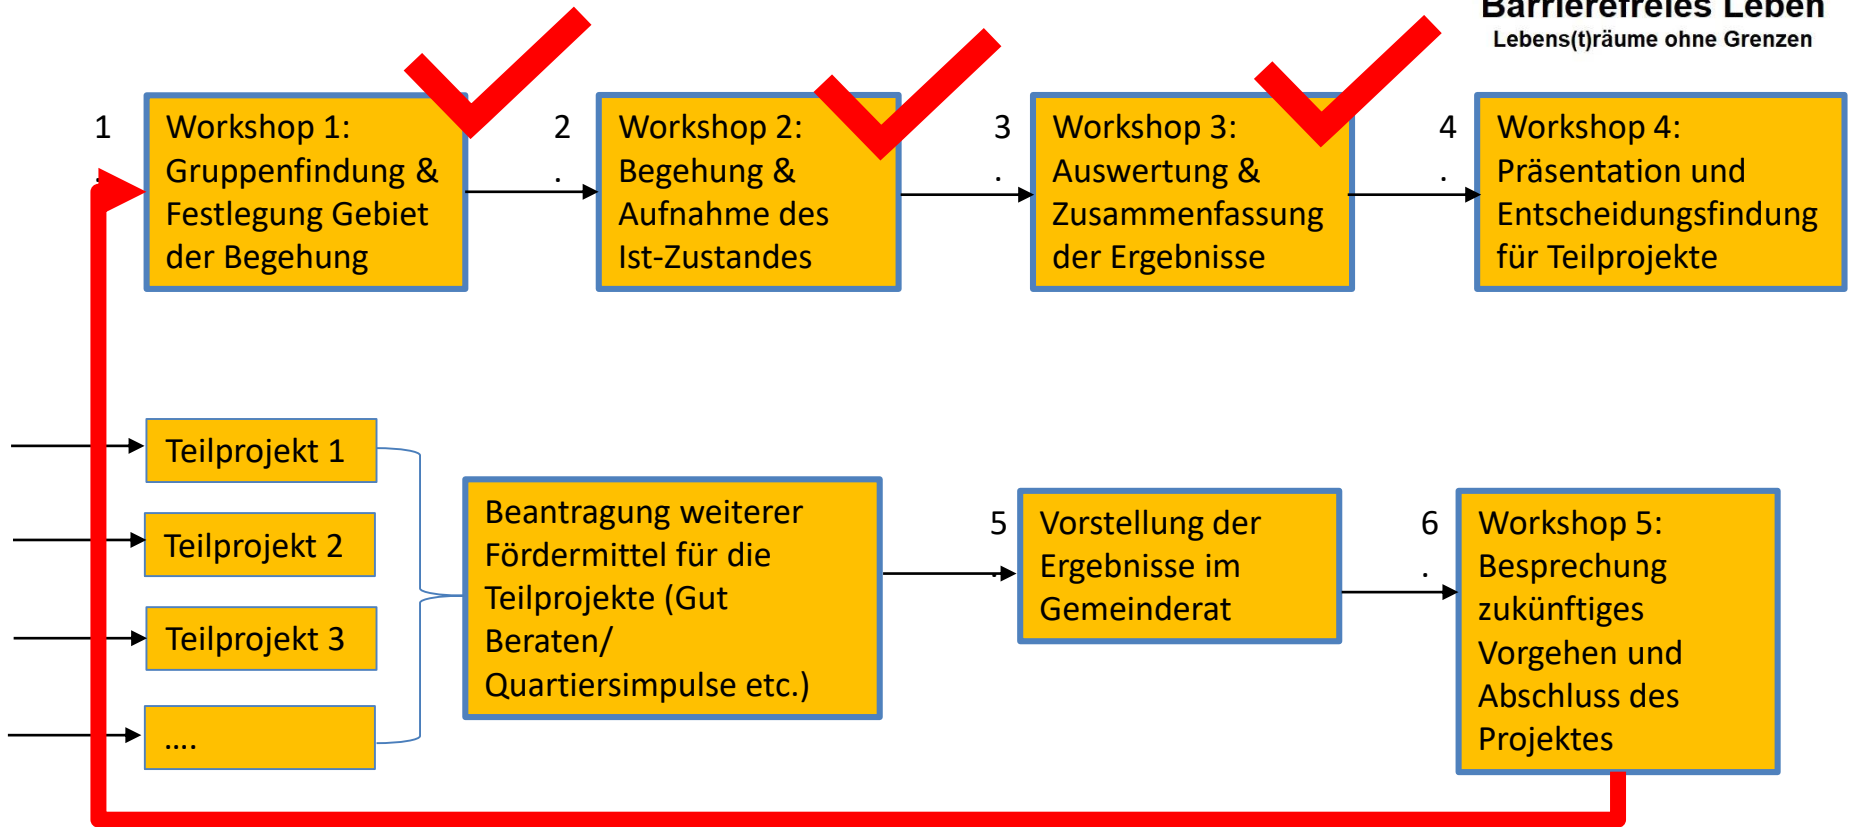 Barrierefreies Leben
Lebens(t)räume ohne Grenzen
1
.
Workshop 1:
Gruppenfindung &
Festlegung Gebiet
der Begehung
2
.
Workshop 2:
Begehung &
Aufnahme des
Ist-Zustandes
3
.
Workshop 3:
Auswertung &
Zusammenfassung
der Ergebnisse
4
.
Workshop 4:
Präsentation und
Entscheidungsfindung
für Teilprojekte
Teilprojekt 1
Teilprojekt 2
Teilprojekt 3
....
Beantragung weiterer
Fördermittel für die
Teilprojekte (Gut
Beraten/
Quartiersimpulse etc.)
5
.
Vorstellung der
Ergebnisse im
Gemeinderat
6
.
Workshop 5:
Besprechung
zukünftiges
Vorgehen und
Abschluss des
Projektes